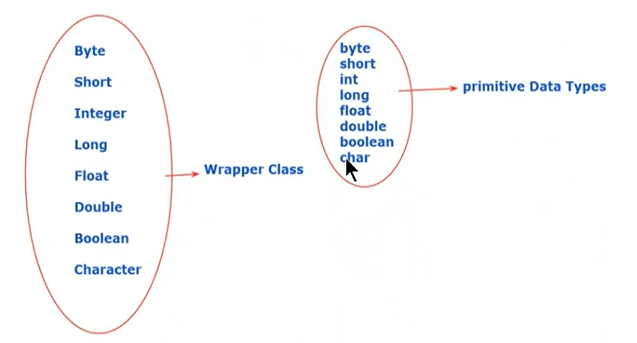 Byte
Short
Integer
Long
Float
Double
Boolean
Character
Wrapper Class
byte
short
int
long
float
double
boolean
char
primitive Data Types